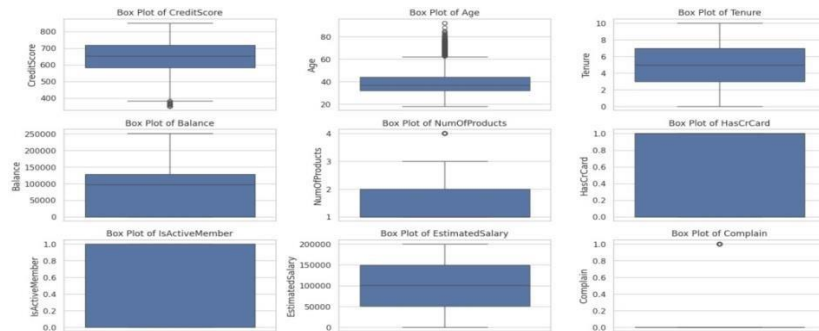 Box Plot of CreditScore
800
700
600
500
400
CreditScore
Box Plot of Age
80
60
40
20
Age
Box Plot of Tenure
10
8
6
4
2
0
Tenure
Box Plot of Balance
250000
200000
150000
100000
50000
0
Balance
Box Plot of NumOfProducts
4
3
2
1
NumOfProducts
Box Plot of HasCrCard
1.0
0.8
0.6
0.4
0.2
0.0
HasCrCard
Box Plot of IsActiveMember
1.0
0.8
0.6
0.4
0.2
0.0
IsActiveMember
Box Plot of EstimatedSalary
200000
150000
100000
50000
0
EstimatedSalary
Box Plot of Complain
1.0
0.8
0.6
0.4
0.2
0.0
Complain